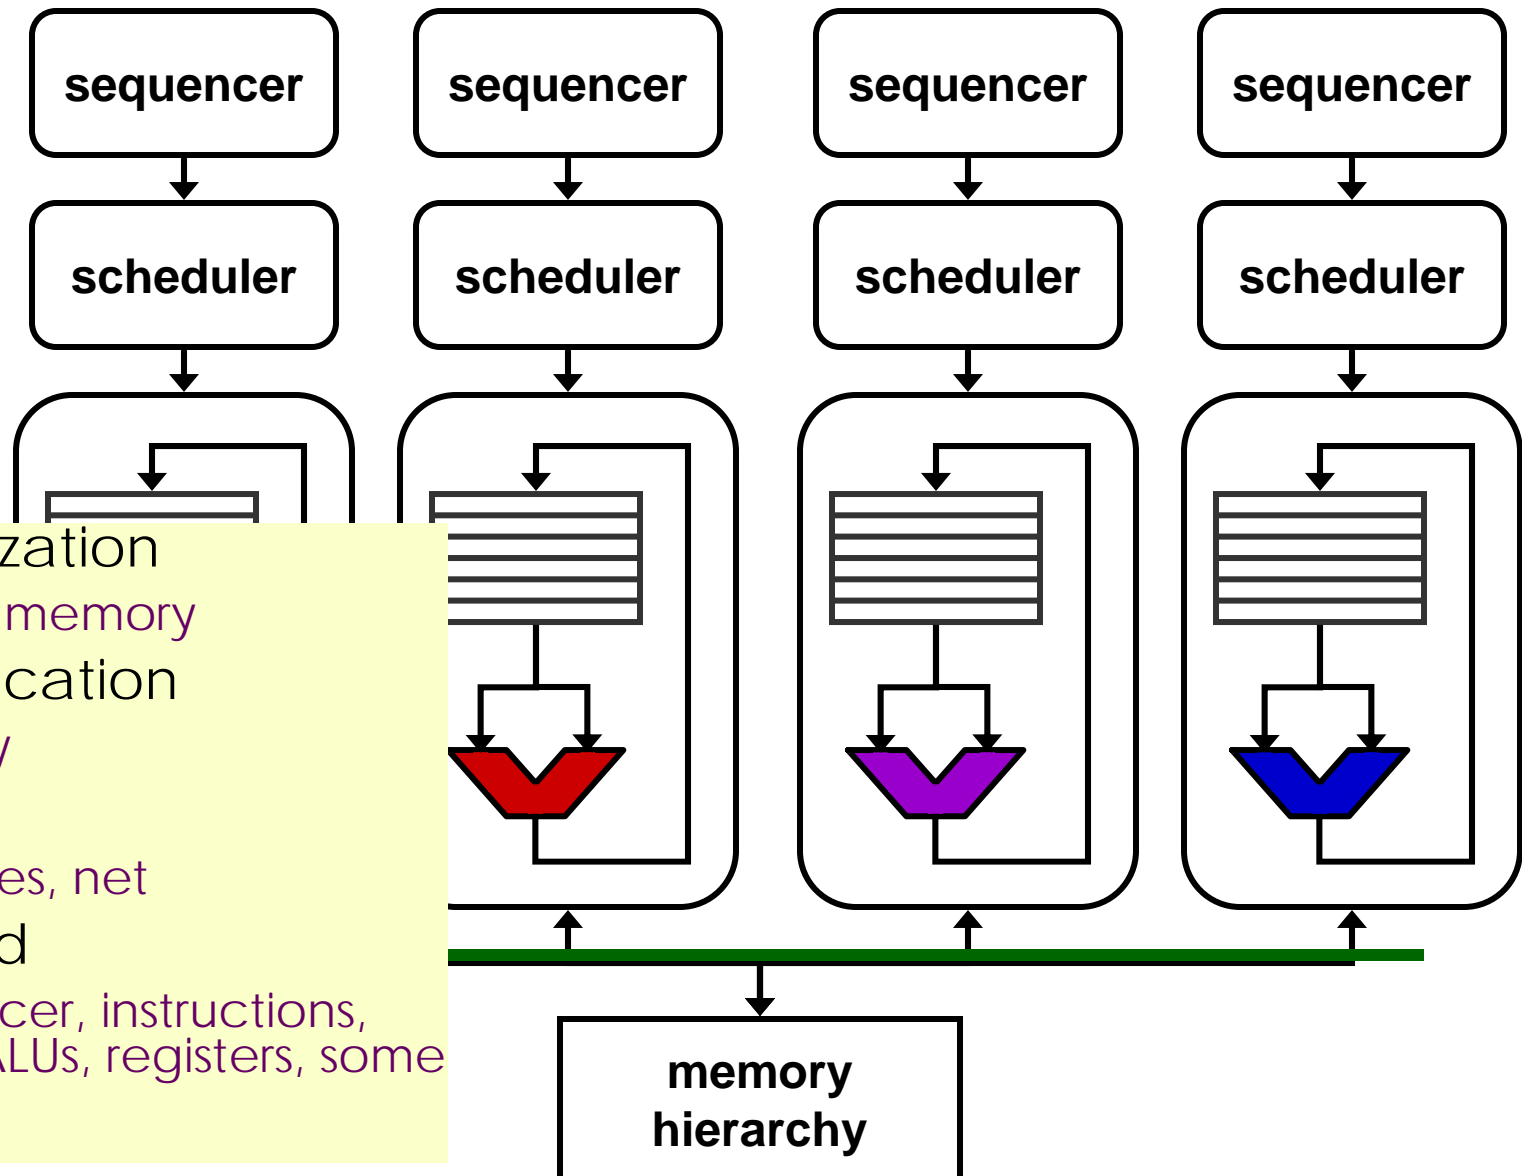 sequencer sequencer sequencer sequencer
scheduler scheduler scheduler scheduler
zation
memory
cation
y
es, net
d
cer, instructions,
ALUs, registers, some
memory
hierarchy